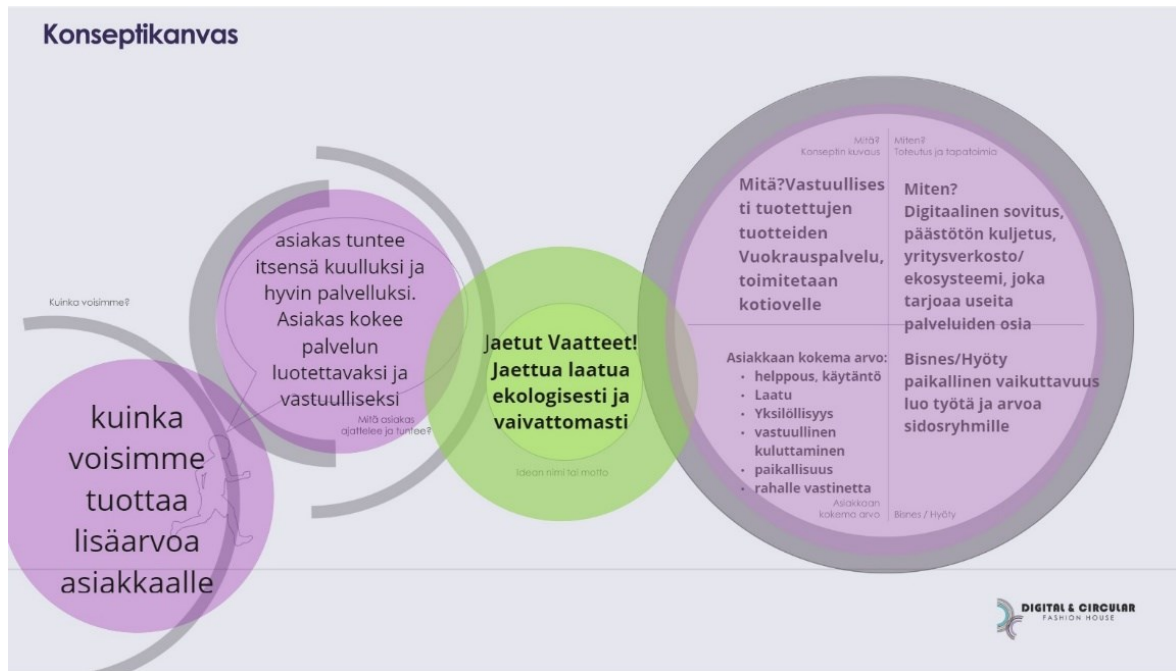 Konseptikanvas
Kuinka voisimme?
kuinka
voisimme
tuottaa
lisäarvoa
asiakkaalle
asiakas tuntee
itsensä kuulluksi ja
hyvin palvelluksi.
Asiakas kokee
palvelun
luotettavaksi ja
vastuulliseksi
Mitä asiakas
ajattelee ja tuntee?
Jaetut Vaatteet!
Jaettua laatua
ekologisesti ja
vaivattomasti
Idean nimi tai motto
Mitä?
Konseptin kuvaus
Mitä?Vastuullises
ti tuotettujen
tuotteiden
Vuokrauspalvelu,
toimitetaan
kotiovelle
Miten?
Toteutus ja tapatoimia
Miten?
Digitaalinen sovitus,
päästötön kuljetus,
yritysverkosto/
ekosysteemi, joka
tarjoaa useita
palveluiden osia
Asiakkaan kokema arvo:
• helppous, käytäntö
• Laatu
• Yksilöllisyys
• vastuullinen
kuluttaminen
• paikallisuus
• rahalle vastinetta
Asiakkaan
kokema arvo
Bisnes/Hyöty
paikallinen vaikuttavuus
luo työtä ja arvoa
sidosryhmille
Bisnes / Hyöty
DIGITAL & CIRCULAR
FASHION HOUSE